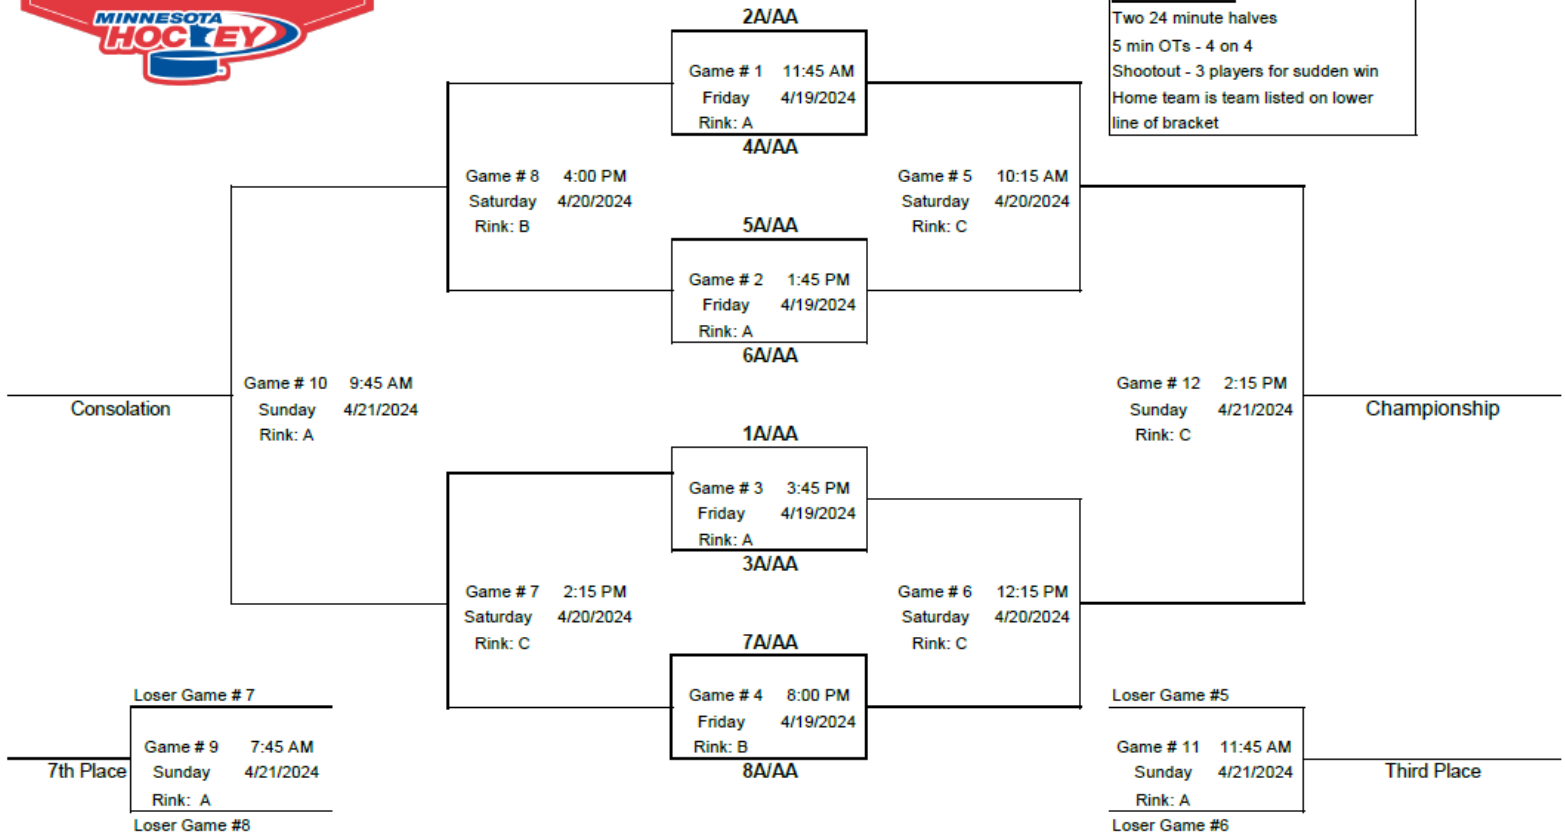 MINNESOTA
HOCKEY
Two 24 minute halves
5 min OTs - 4 on 4
Shootout - 3 players for sudden win
Home team is team listed on lower
line of bracket
2A/AA
Game # 1 11:45 AM
Friday 4/19/2024
Rink: A
4A/AA
Game # 8 4:00 PM
Saturday 4/20/2024
Rink: B
Game # 5 10:15 AM
Saturday 4/20/2024
Rink: C
5A/AA
Game # 2 1:45 PM
Friday 4/19/2024
Rink: A
6A/AA
Game # 10 9:45 AM
Sunday 4/21/2024
Rink: A
Consolation
Game # 12 2:15 PM
Sunday 4/21/2024
Rink: C
Championship
1A/AA
Game # 3 3:45 PM
Friday 4/19/2024
Rink: A
3A/AA
Game # 7 2:15 PM
Saturday 4/20/2024
Rink: C
Game # 6 12:15 PM
Saturday 4/20/2024
Rink: C
7A/AA
Game # 4 8:00 PM
Friday 4/19/2024
Rink: B
8A/AA
Loser Game # 7
Game # 9 7:45 AM
Sunday 4/21/2024
Rink: A
7th Place
Loser Game #8
Loser Game #5
Game # 11 11:45 AM
Sunday 4/21/2024
Rink: A
Third Place
Loser Game #6